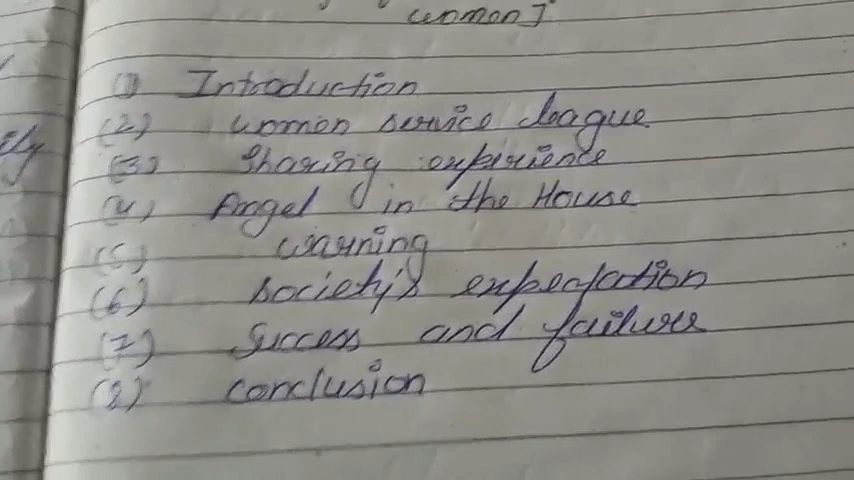 women]
(1) Introduction
(2) women service league
(3) Sharing experience
(4) Angel in the House
(5) warning
(6) society's expectation
(7) success and failure
(8) conclusion